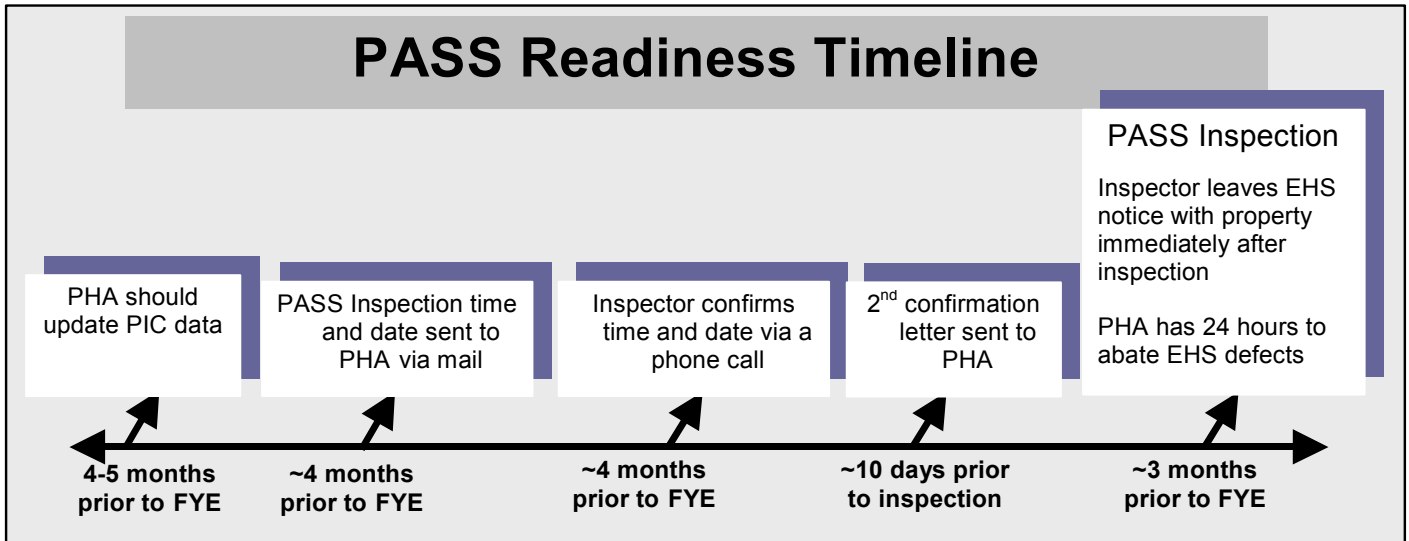 PASS Readiness Timeline
PHA should
update PIC data
PASS Inspection time
and date sent to
PHA via mail
Inspector confirms
time and date via a
phone call
2nd confirmation
letter sent to
PHA
PASS Inspection
Inspector leaves EHS
notice with property
immediately after
inspection
PHA has 24 hours to
abate EHS defects
4-5 months
prior to FYE
~4 months
prior to FYE
~4 months
prior to FYE
~10 days prior
to inspection
~3 months
prior to FYE